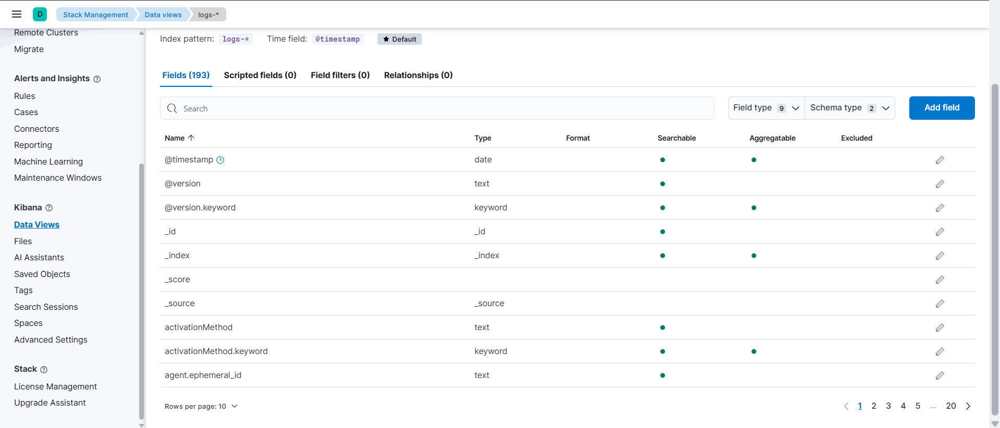 D Stack Management Data views logs-*
Remote Clusters
Migrate
Alerts and Insights
Rules
Cases
Connectors
Reporting
Machine Learning
Maintenance Windows
Kibana
Data Views
Files
AI Assistants
Saved Objects
Tags
Search Sessions
Spaces
Advanced Settings
Stack
License Management
Upgrade Assistant
Index pattern: logs-* Time field: @timestamp Default
Fields (193) Scripted fields (0) Field filters (0) Relationships (0)
Search Field type 9 Schema type 2 Add field
Name Type Format Searchable Aggregatable Excluded
@timestamp date
@version text
@version.keyword keyword
_id _id
_index _index
_score
_source _source
activationMethod text
activationMethod.keyword keyword
agent.ephemeral_id text
Rows per page: 10 1 2 3 4 5 ... 20